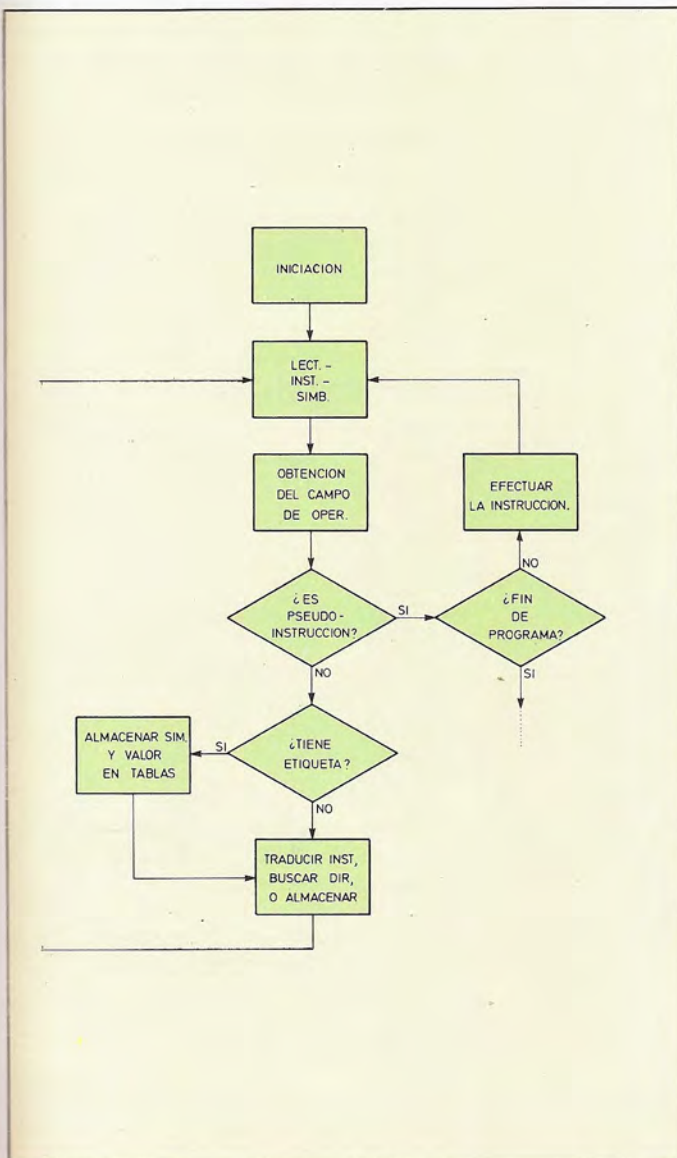 INICIACION
LECT. –
INST. –
SIMB.
OBTENCION
DEL CAMPO
DE OPER.
EFECTUAR
LA INSTRUCCION.
NO
¿ES
PSEUDO-
INSTRUCCION?
SI
¿FIN
DE
PROGRAMA?
SI
NO
ALMACENAR SIM.
Y VALOR
EN TABLAS
SI
¿TIENE
ETIQUETA?
NO
TRADUCIR INST,
BUSCAR DIR,
O ALMACENAR